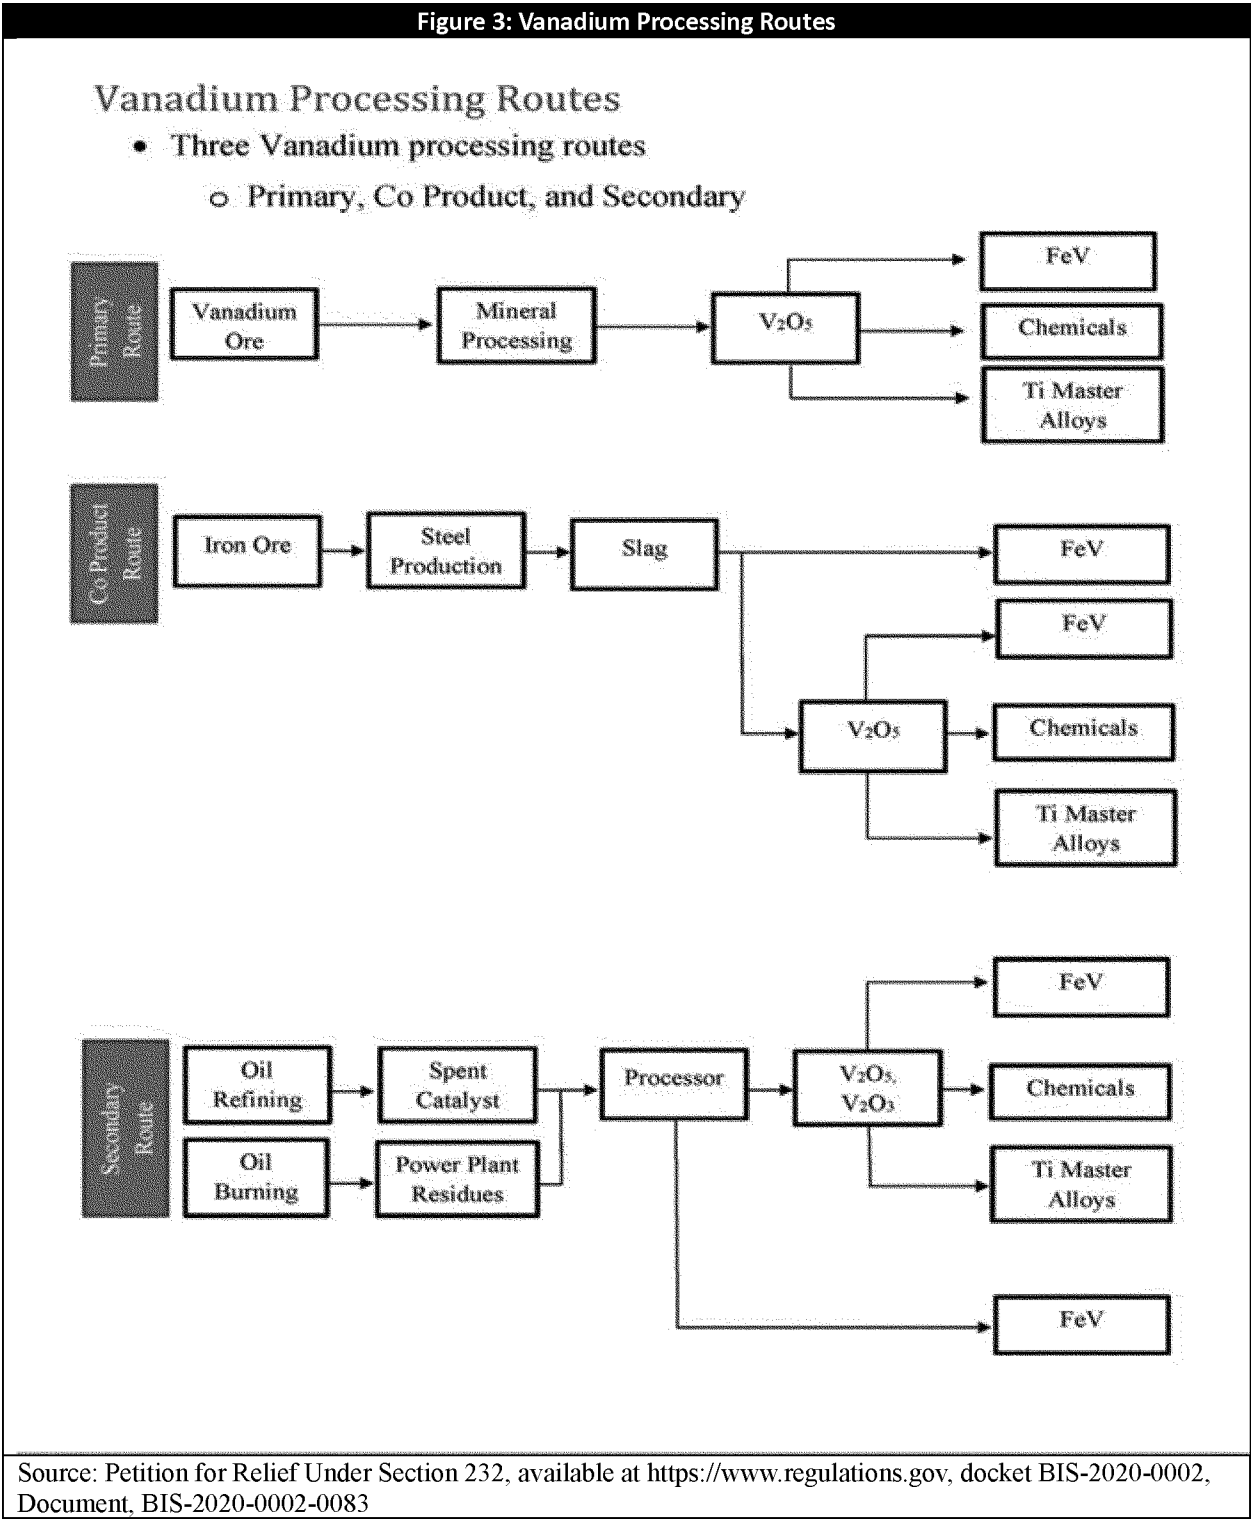 Figure 3: Vanadium Processing Routes
Vanadium Processing Routes
• Three Vanadium processing routes
o Primary, Co Product, and Secondary
Primary
Route
Vanadium
Ore
Mineral
Processing
V₂O₅
FeV
Chemicals
Ti Master
Alloys
Co Product
Route
Iron Ore
Steel
Production
Slag
FeV
FeV
V₂O₅
Chemicals
Ti Master
Alloys
Secondary
Route
Oil
Refining
Spent
Catalyst
Oil
Burning
Power Plant
Residues
Processor
V₂O₅,
V₂O₃
FeV
Chemicals
Ti Master
Alloys
FeV
Source: Petition for Relief Under Section 232, available at https://www.regulations.gov, docket BIS-2020-0002,
Document, BIS-2020-0002-0083